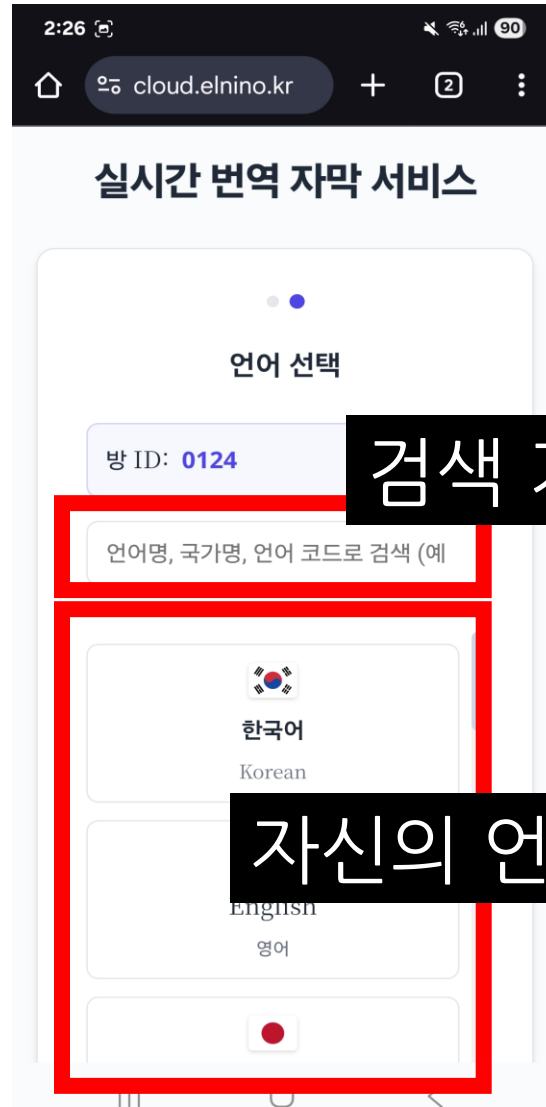 2:26
90
cloud.elnino.kr
2
실시간 번역 자막 서비스
언어 선택
방 ID: 0124
검색
언어명, 국가명, 언어 코드로 검색 (예
한국어
Korean
자신의
English
영어